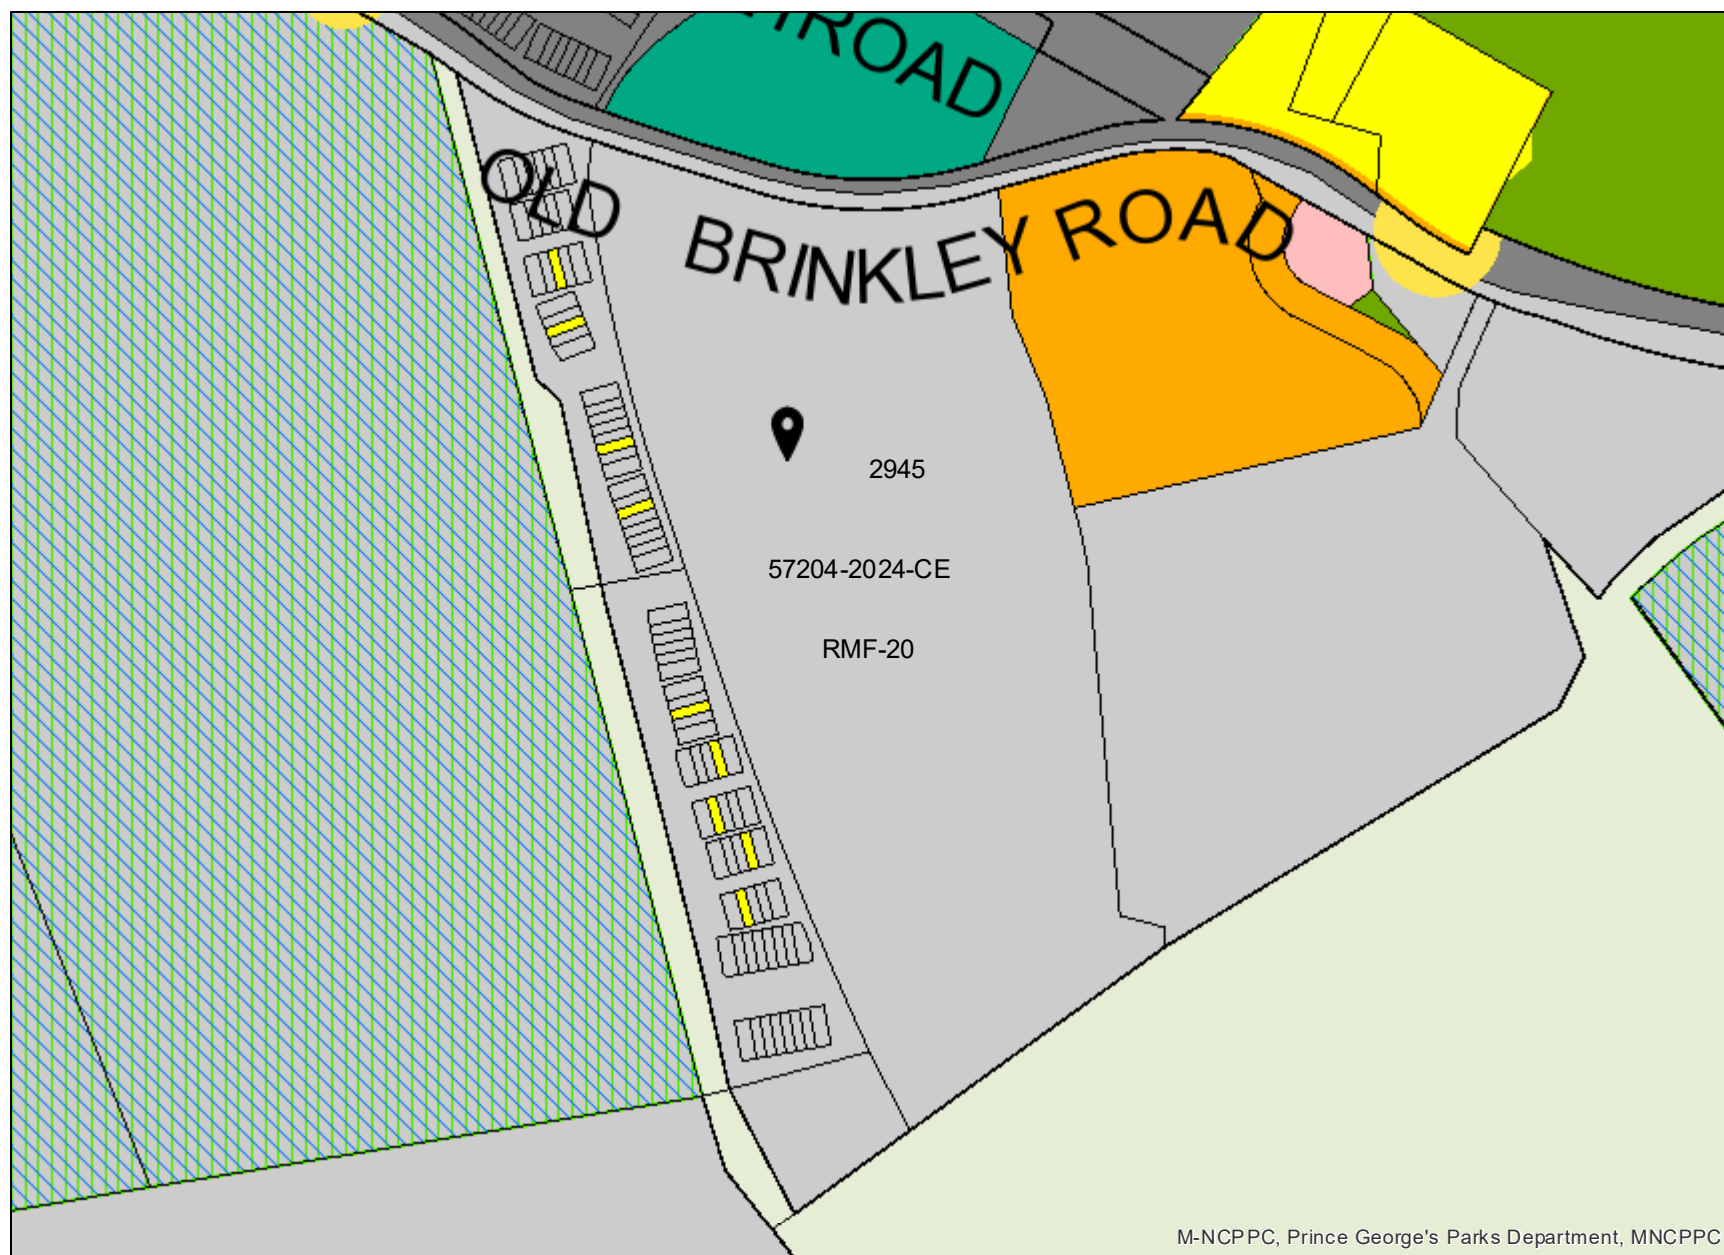 ROAD
OLD BRINKLEY ROAD
2945
57204-2024-CE
RMF-20
M-NCPPC, Prince George's Parks Department, MNCPPC